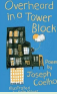 Overheard
in a Tower
Block
Poems
by
Joseph
Coelho